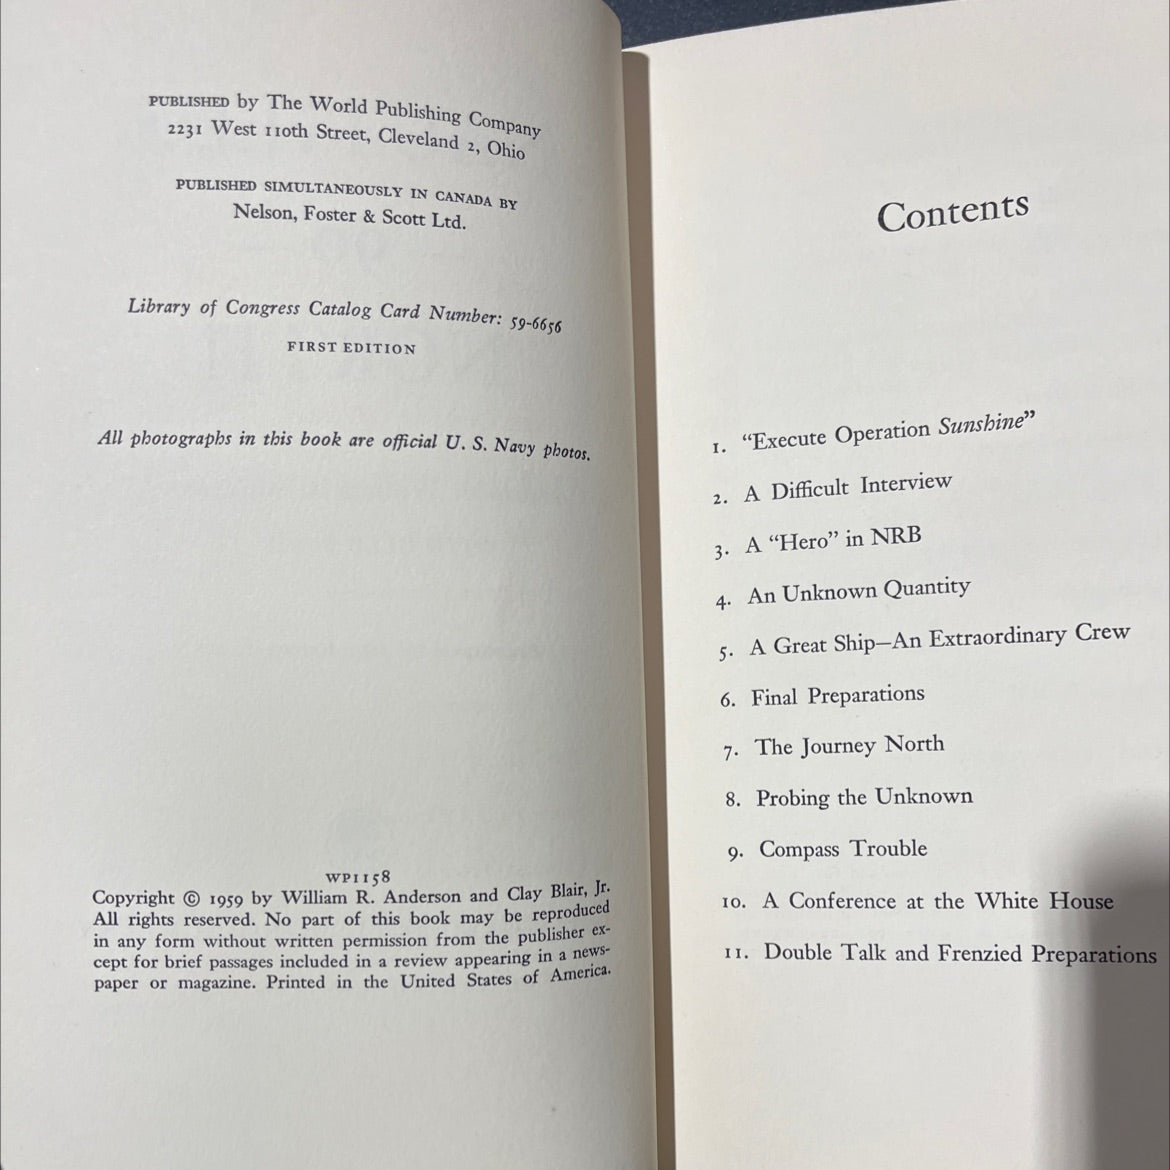 PUBLISHED by The World Publishing Company
2231 West 110th Street, Cleveland 2, Ohio
PUBLISHED SIMULTANEOUSLY IN CANADA BY
Nelson, Foster & Scott Ltd.
Library of Congress Catalog Card Number: 59-6656
FIRST EDITION
All photographs in this book are official U. S. Navy photos.
WP1158
Copyright © 1959 by William R. Anderson and Clay Blair, Jr.
All rights reserved. No part of this book may be reproduced
in any form without written permission from the publisher ex-
cept for brief passages included in a review appearing in a news-
paper or magazine. Printed in the United States of America.
Contents
1. “Execute Operation Sunshine”
2. A Difficult Interview
3. A “Hero” in NRB
4. An Unknown Quantity
5. A Great Ship—An Extraordinary Crew
6. Final Preparations
7. The Journey North
8. Probing the Unknown
9. Compass Trouble
10. A Conference at the White House
11. Double Talk and Frenzied Preparations